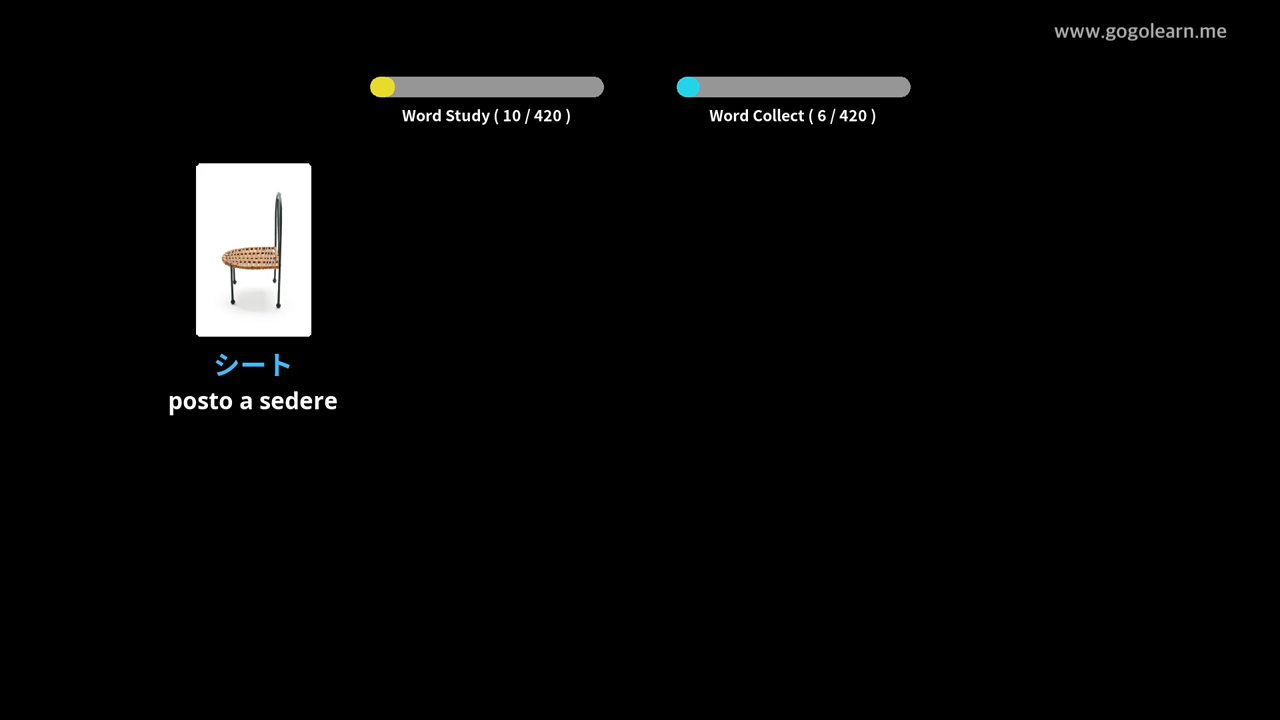 www.gogolearn.me
Word Study ( 10 / 420 )
Word Collect ( 6 / 420 )
シート
posto a sedere